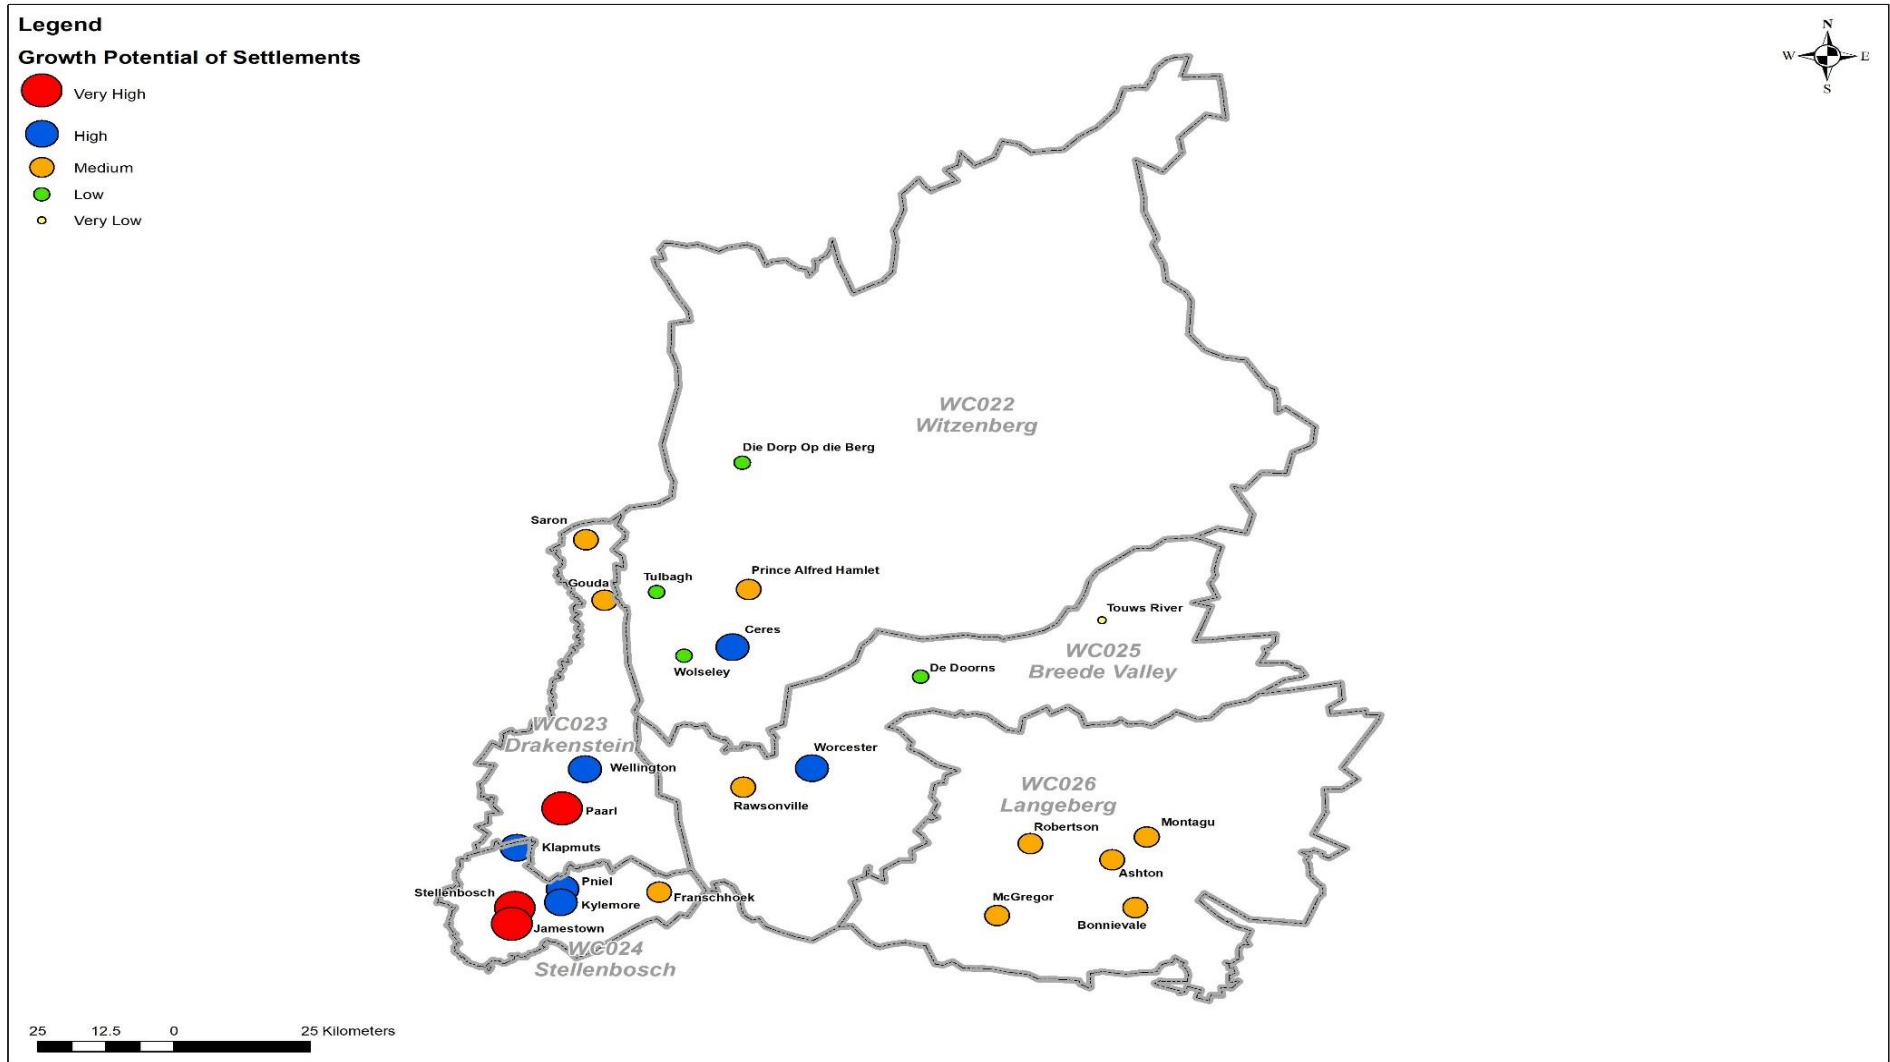 Legend
Growth Potential of Settlements
Very High
High
Medium
Low
Very Low
N
W
E
S
WC022
Witzenberg
Die Dorp Op die Berg
Saron
Gouda
Tulbagh
Prince Alfred Hamlet
Ceres
Wolseley
Touws River
WC025
Breede Valley
De Doorns
WC023
Drakenstein
Wellington
Worcester
Rawsonville
Paarl
Klapmuts
WC026
Langeberg
Robertson
Montagu
Ashton
McGregor
Bonnievale
Stellenbosch
Pniel
Kylemore
Franschhoek
Jamestown
WC024
Stellenbosch
25 12.5 0 25 Kilometers